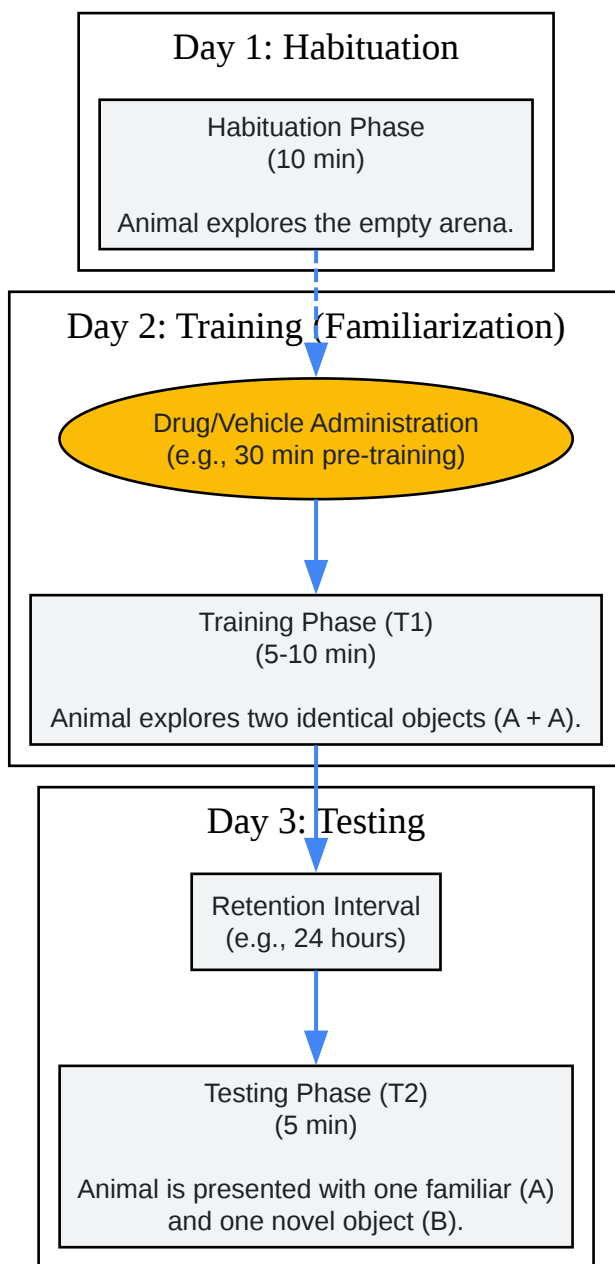 Day 1: Habituation
Habituation Phase
(10 min)
Animal explores the empty arena.
Day 2: Training (Familiarization)
Drug/Vehicle Administration
(e.g., 30 min pre-training)
Training Phase (T1)
(5-10 min)
Animal explores two identical objects (A + A).
Day 3: Testing
Retention Interval
(e.g., 24 hours)
Testing Phase (T2)
(5 min)
Animal is presented with one familiar (A)
and one novel object (B).